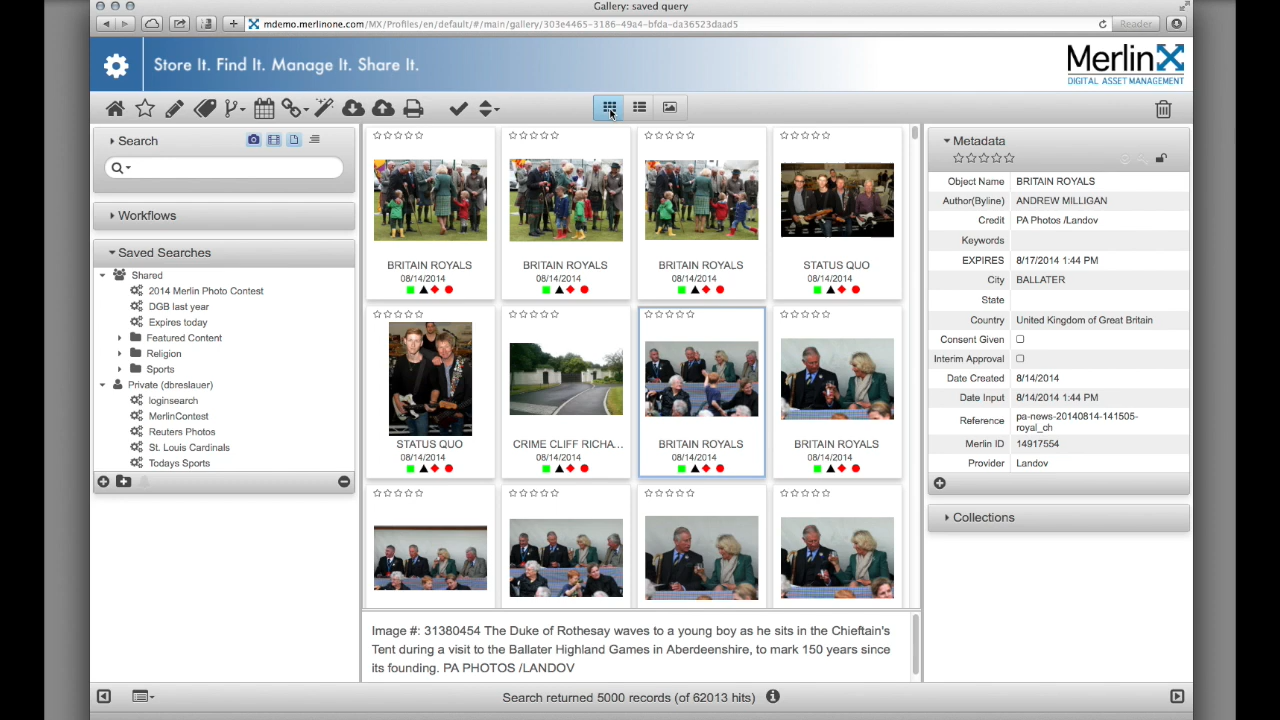 Gallery: saved query
mdemo.merlinone.com/MX/Profiles/en/default/#/main/gallery/303e4465-3186-49a4-bfda-da36523daad5
Reader
Store It. Find It. Manage It. Share It.
MerlinX
DIGITAL ASSET MANAGEMENT
Search
Workflows
Saved Searches
Shared
2014 Merlin Photo Contest
DGB last year
Expires today
Featured Content
Religion
Sports
Private (dbreslauer)
loginsearch
MerlinContest
Reuters Photos
St. Louis Cardinals
Todays Sports
BRITAIN ROYALS
08/14/2014
BRITAIN ROYALS
08/14/2014
BRITAIN ROYALS
08/14/2014
STATUS QUO
08/14/2014
STATUS QUO
08/14/2014
CRIME CLIFF RICHA...
08/14/2014
BRITAIN ROYALS
08/14/2014
BRITAIN ROYALS
08/14/2014
Image #: 31380454 The Duke of Rothesay waves to a young boy as he sits in the Chieftain's
Tent during a visit to the Ballater Highland Games in Aberdeenshire, to mark 150 years since
its founding. PA PHOTOS /LANDOV
Metadata
Object Name BRITAIN ROYALS
Author(Byline) ANDREW MILLIGAN
Credit PA Photos /Landov
Keywords
EXPIRES 8/17/2014 1:44 PM
City BALLATER
State
Country United Kingdom of Great Britain
Consent Given
Interim Approval
Date Created 8/14/2014
Date Input 8/14/2014 1:44 PM
Reference pa-news-20140814-141505-
royal_ch
Merlin ID 14917554
Provider Landov
Collections
Search returned 5000 records (of 62013 hits)